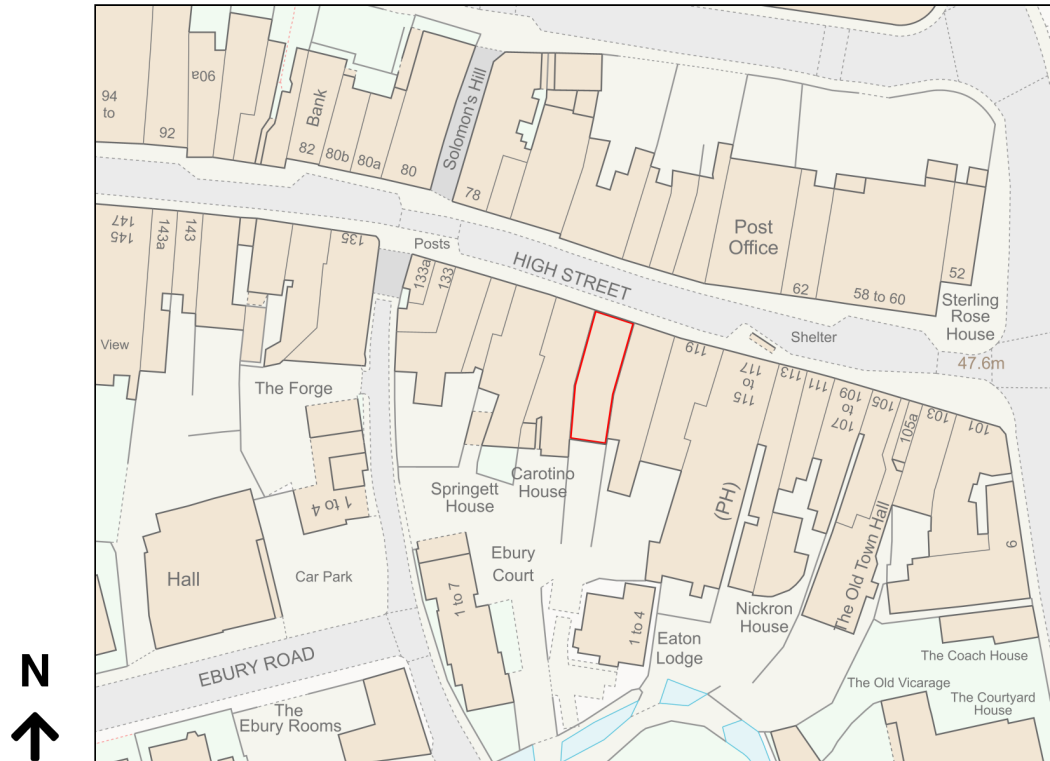 94
to
92
90a
Bank
82
80b
80a
80
Solomon's Hill
78
Post
Office
62
58 to 60
52
Sterling
Rose
House
147
145
143a
143
135
Posts
133a
133
HIGH STREET
Shelter
47.6m
119
117
to
115
113
111
109
to
107
105
105a
103
101
View
The Forge
1 to 4
Springett
House
Carotino
House
(PH)
The Old Town Hall
9
Hall
Car Park
Ebury
Court
1 to 7
1 to 4
Eaton
Lodge
Nickron
House
The Coach House
The Old Vicarage
The Courtyard
House
EBURY ROAD
The
Ebury Rooms
N